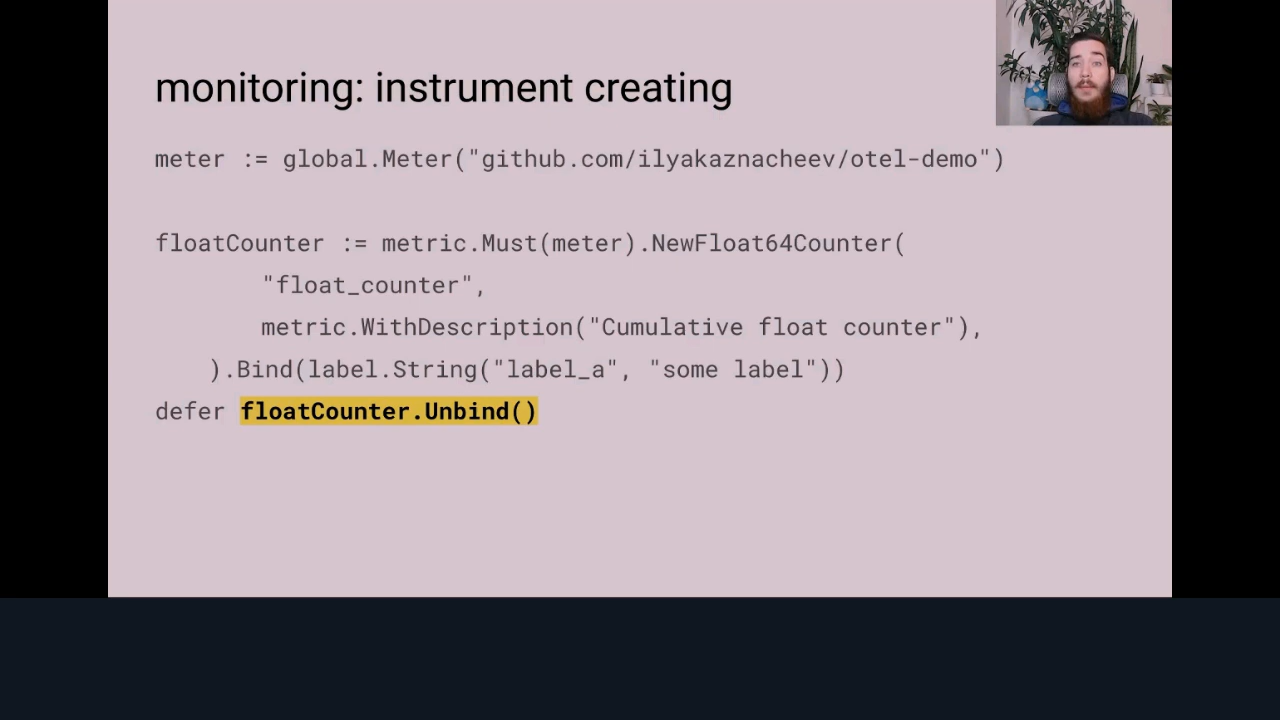 monitoring: instrument creating
meter := global.Meter("github.com/ilyakaznacheev/otel-demo")
floatCounter := metric.Must(meter).NewFloat64Counter(
"float_counter",
metric.WithDescription("Cumulative float counter"),
).Bind(label.String("label_a", "some label"))
defer floatCounter.Unbind()